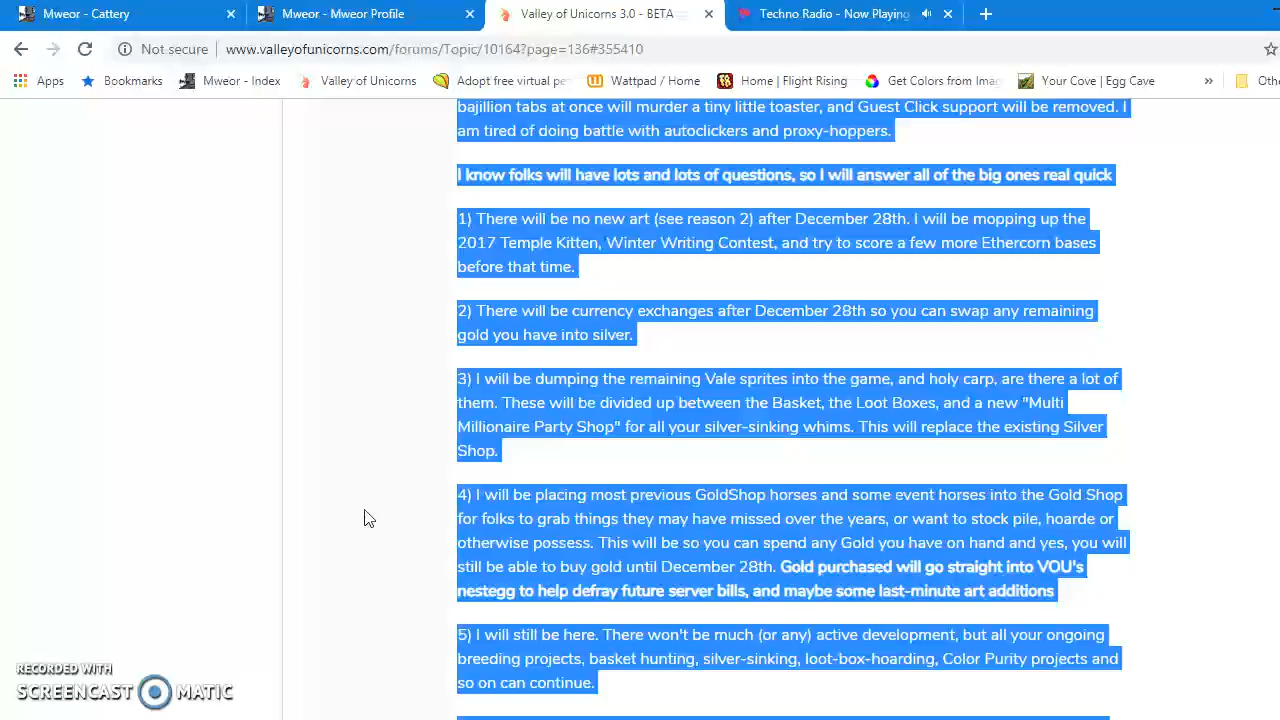 Mweor - Cattery
Mweor - Mweor Profile
Valley of Unicorns 3.0 - BETA
Techno Radio - Now Playing
Not secure
www.valleyofunicorns.com/forums/Topic/10164?page=136#355410
Apps
Bookmarks
Mweor - Index
Valley of Unicorns
Adopt free virtual pe
Wattpad / Home
Home | Flight Rising
Get Colors from Imag
Your Cove | Egg Cave
»
Othe
bajillion tabs at once will murder a tiny little toaster, and Guest Click support will be removed. I
am tired of doing battle with autoclickers and proxy-hoppers.
I know folks will have lots and lots of questions, so I will answer all of the big ones real quick
1) There will be no new art (see reason 2) after December 28th. I will be mopping up the
2017 Temple Kitten, Winter Writing Contest, and try to score a few more Ethercorn bases
before that time.
2) There will be currency exchanges after December 28th so you can swap any remaining
gold you have into silver.
3) I will be dumping the remaining Vale sprites into the game, and holy carp, are there a lot of
them. These will be divided up between the Basket, the Loot Boxes, and a new "Multi
Millionaire Party Shop" for all your silver-sinking whims. This will replace the existing Silver
Shop.
4) I will be placing most previous GoldShop horses and some event horses into the Gold Shop
for folks to grab things they may have missed over the years, or want to stock pile, hoarde or
otherwise possess. This will be so you can spend any Gold you have on hand and yes, you will
still be able to buy gold until December 28th. Gold purchased will go straight into VOU's
nestegg to help defray future server bills, and maybe some last-minute art additions
5) I will still be here. There won't be much (or any) active development, but all your ongoing
breeding projects, basket hunting, silver-sinking, loot-box-hoarding, Color Purity projects and
so on can continue.
RECORDED WITH
SCREENCAST MATIC